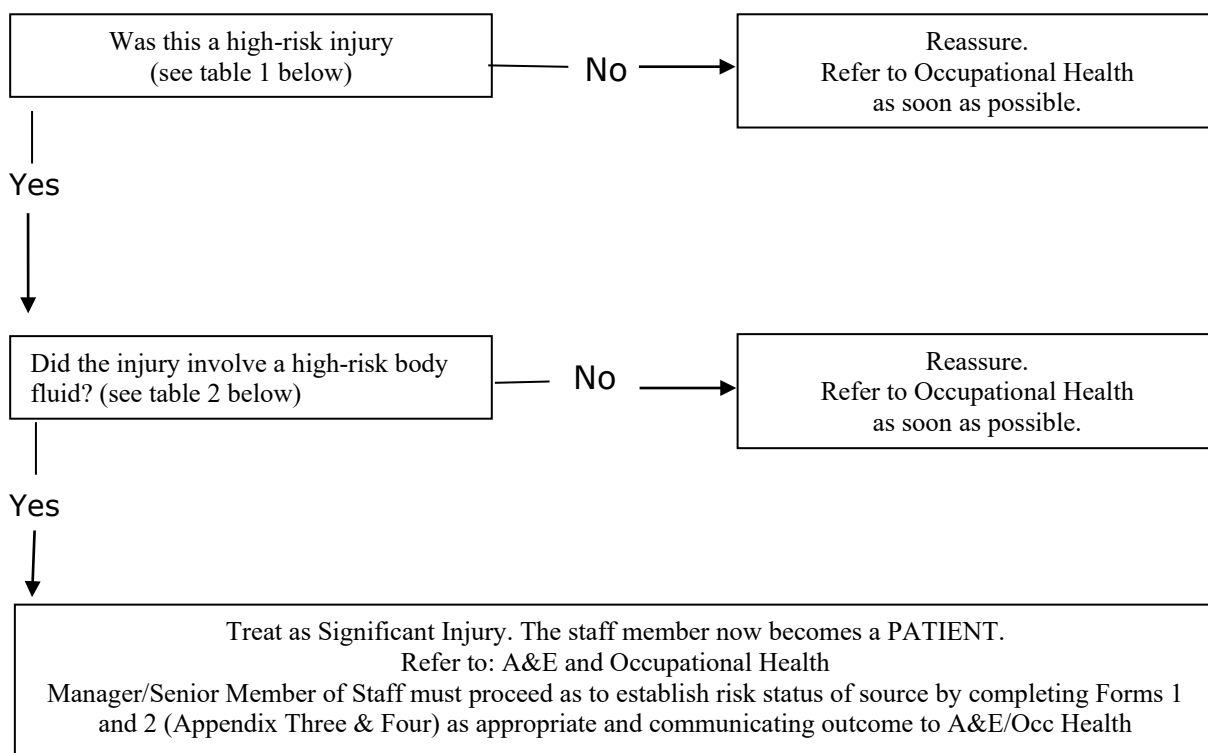 Was this a high-risk injury
(see table 1 below)
No
Reassure.
Refer to Occupational Health
as soon as possible.
Yes
Did the injury involve a high-risk body
fluid? (see table 2 below)
No
Reassure.
Refer to Occupational Health
as soon as possible.
Yes
Treat as Significant Injury. The staff member now becomes a PATIENT.
Refer to: A&E and Occupational Health
Manager/Senior Member of Staff must proceed as to establish risk status of source by completing Forms 1
and 2 (Appendix Three & Four) as appropriate and communicating outcome to A&E/Occ Health